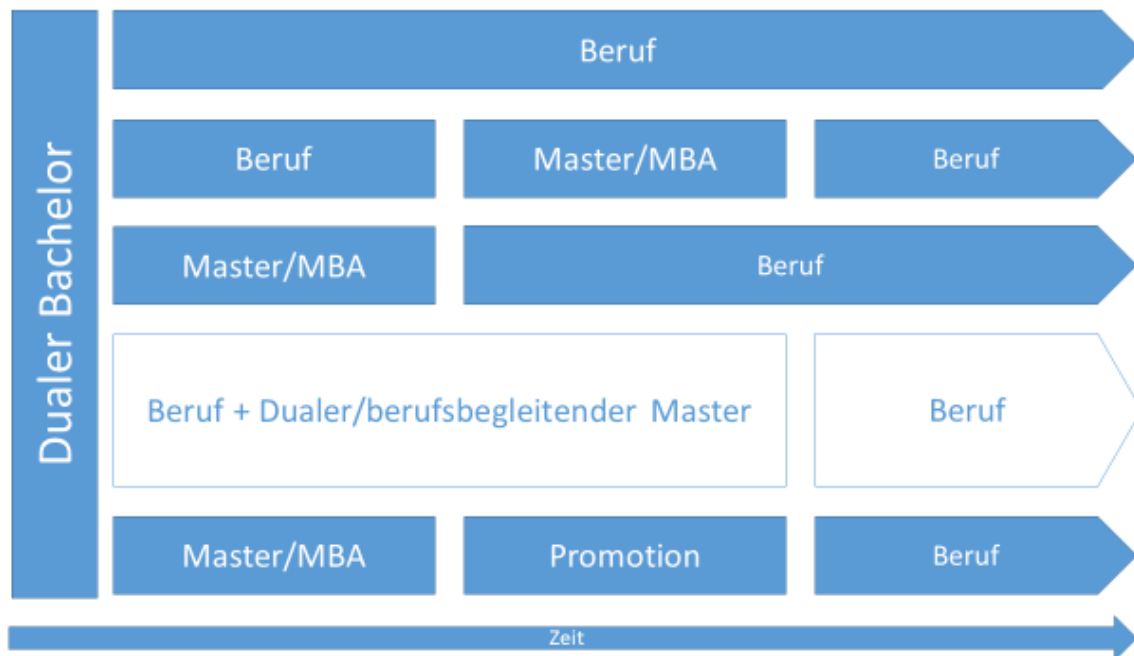 Dualer Bachelor
Beruf
Beruf
Master/MBA
Beruf
Master/MBA
Beruf
Beruf + Dualer/berufsbegleitender Master
Beruf
Master/MBA
Promotion
Beruf
Zeit